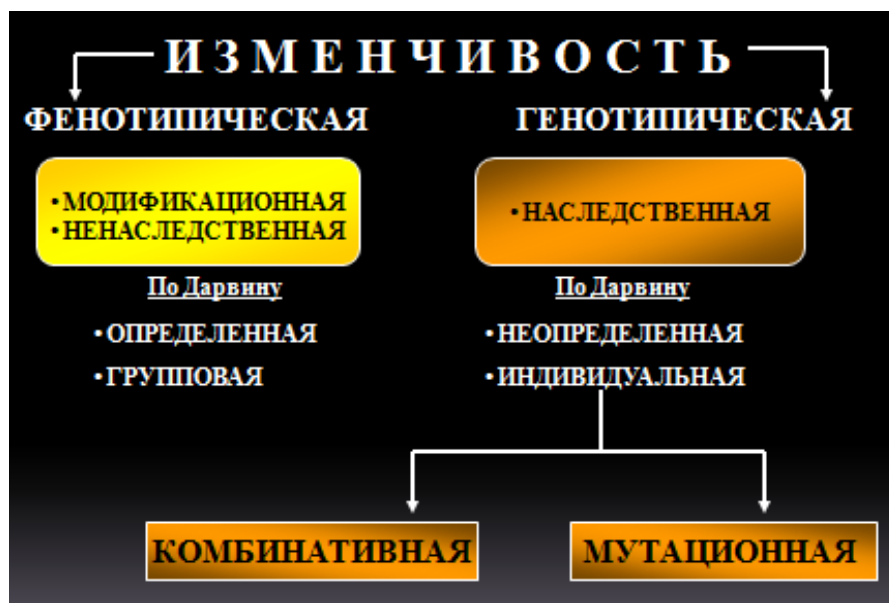 ИЗМЕНЧИВОСТЬ
ФЕНОТИПИЧЕСКАЯ
•МОДИФИКАЦИОННАЯ
•НЕНАСЛЕДСТВЕННАЯ
По Дарвину
•ОПРЕДЕЛЕННАЯ
•ГРУППОВАЯ
ГЕНОТИПИЧЕСКАЯ
•НАСЛЕДСТВЕННАЯ
По Дарвину
•НЕОПРЕДЕЛЕННАЯ
•ИНДИВИДУАЛЬНАЯ
КОМБИНАТИВНАЯ
МУТАЦИОННАЯ